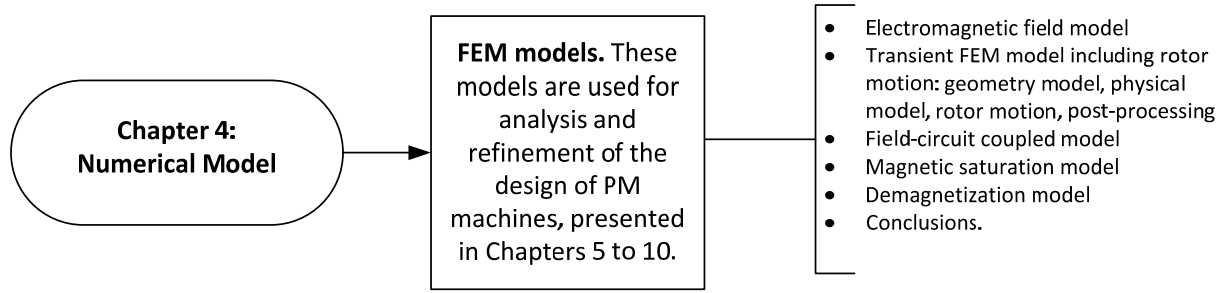 Chapter 4:
Numerical Model
FEM models. These
models are used for
analysis and
refinement of the
design of PM
machines, presented
in Chapters 5 to 10.
• Electromagnetic field model
• Transient FEM model including rotor
motion: geometry model, physical
model, rotor motion, post-processing
• Field-circuit coupled model
• Magnetic saturation model
• Demagnetization model
• Conclusions.